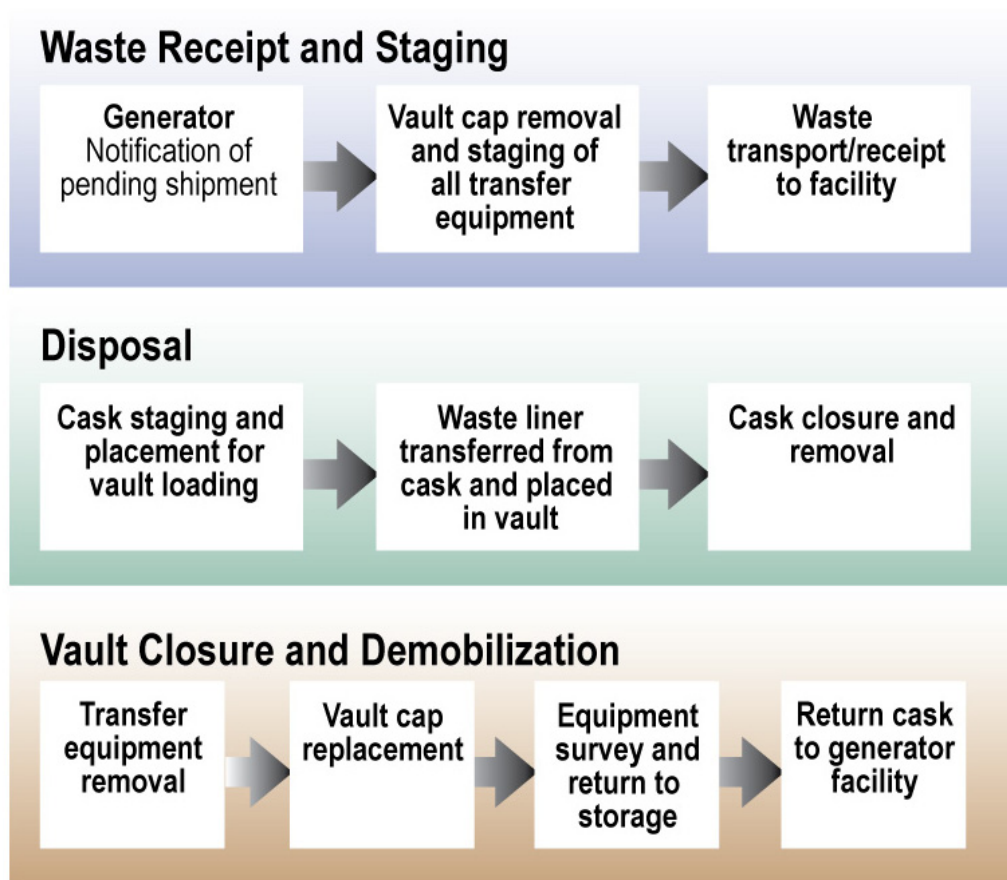 Waste Receipt and Staging
Generator
Notification of
pending shipment
Vault cap removal
and staging of
all transfer
equipment
Waste
transport/receipt
to facility
Disposal
Cask staging and
placement for
vault loading
Waste liner
transferred from
cask and placed
in vault
Cask closure and
removal
Vault Closure and Demobilization
Transfer
equipment
removal
Vault cap
replacement
Equipment
survey and
return to
storage
Return cask
to generator
facility